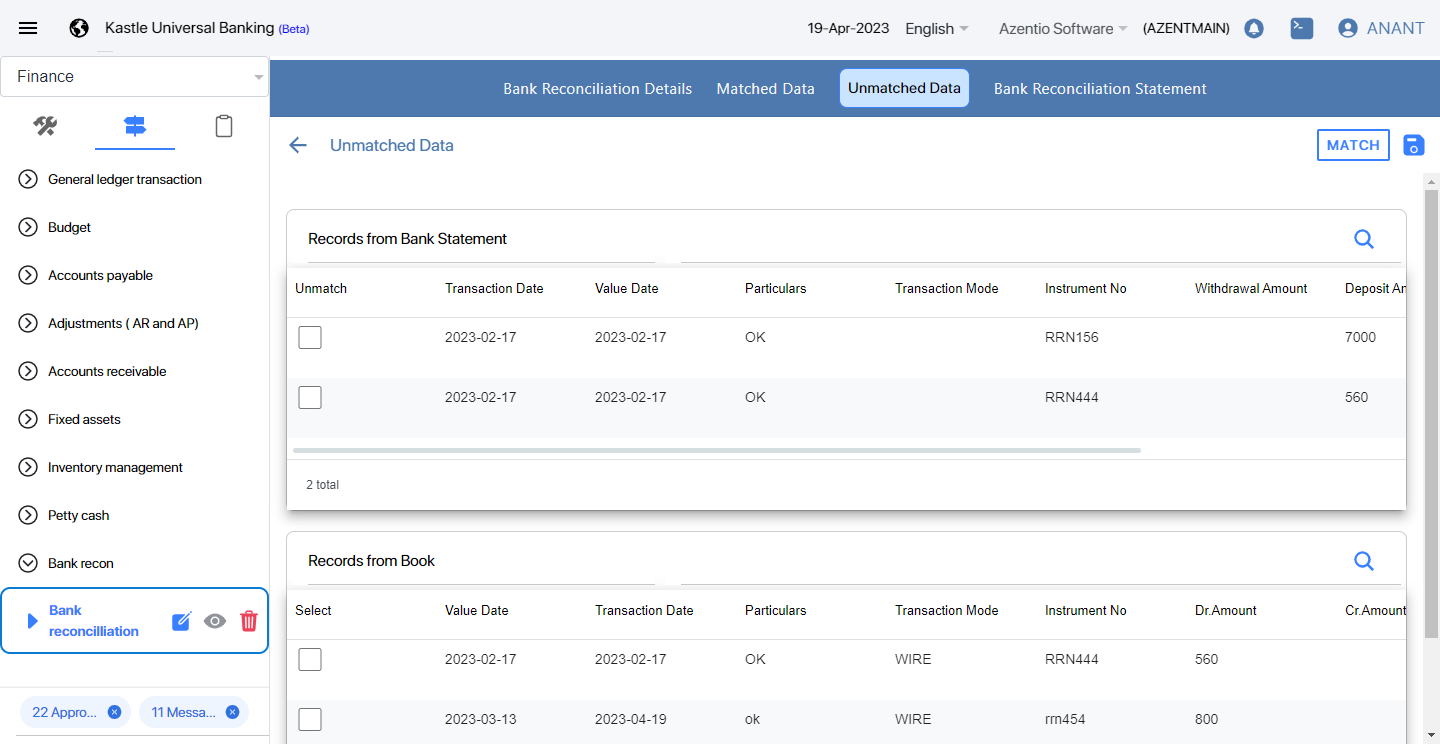 Kastle Universal Banking (Beta)
19-Apr-2023 English Azentio Software (AZENTMAIN) ANANT
Finance
Bank Reconciliation Details Matched Data Unmatched Data Bank Reconciliation Statement
Unmatched Data
MATCH
General ledger transaction
Budget
Accounts payable
Adjustments ( AR and AP)
Accounts receivable
Fixed assets
Inventory management
Petty cash
Bank recon
Bank
reconcilliation
22 Appro... 11 Messa...
Records from Bank Statement
Unmatch Transaction Date Value Date Particulars Transaction Mode Instrument No Withdrawal Amount Deposit An
2023-02-17 2023-02-17 OK RRN156 7000
2023-02-17 2023-02-17 OK RRN444 560
2 total
Records from Book
Select Value Date Transaction Date Particulars Transaction Mode Instrument No Dr.Amount Cr.Amount
2023-02-17 2023-02-17 OK WIRE RRN444 560
2023-03-13 2023-04-19 ok WIRE rrn454 800